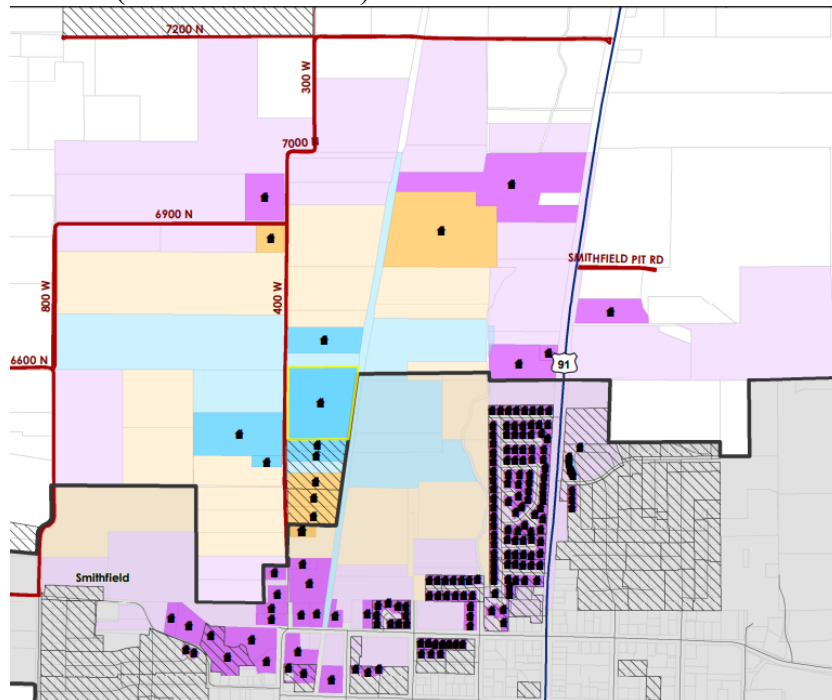 7200 N
300 W
7000 N
6900 N
SMITHFIELD PIT RD
800 W
400 W
6600 N
91
Smithfield